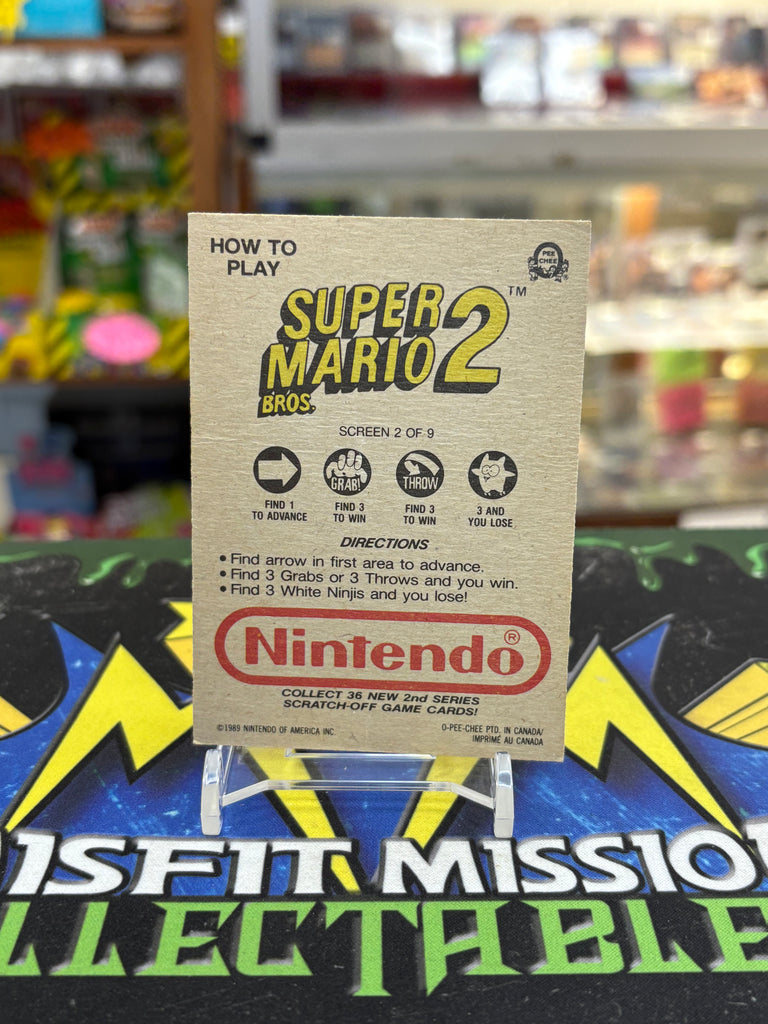 HOW TO
PLAY
O
PEE
CHEE
SUPER
MARIO 2 ™
BROS.
SCREEN 2 OF 9
GRAB!
THROW
FIND 1
TO ADVANCE
FIND 3
TO WIN
FIND 3
TO WIN
3 AND
YOU LOSE
DIRECTIONS
• Find arrow in first area to advance.
• Find 3 Grabs or 3 Throws and you win.
• Find 3 White Ninjis and you lose!
Nintendo®
COLLECT 36 NEW 2nd SERIES
SCRATCH-OFF GAME CARDS!
©1989 NINTENDO OF AMERICA INC.
O-PEE-CHEE PTD. IN CANADA/
IMPRIMÉ AU CANADA
ISFIT MISSIO
LLECTABLE